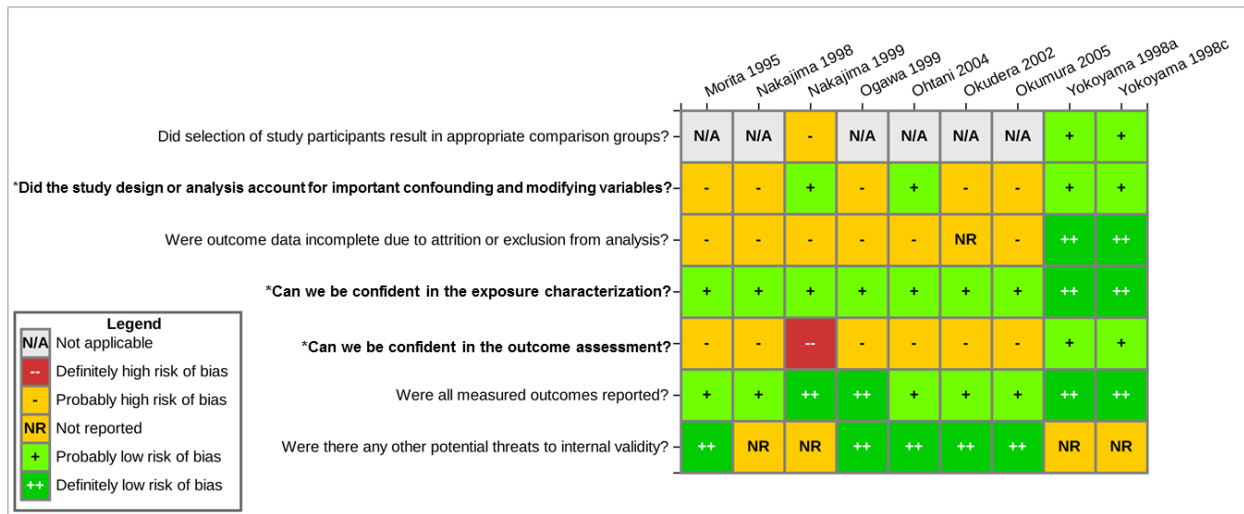 Morita 1995 Nakajima 1998 Nakajima 1999 Ogawa 1999 Ohtani 2004 Okudera 2002 Okumura 2005 Yokoyama 1998a Yokoyama 1998c
Did selection of study participants result in appropriate comparison groups? N/A N/A - N/A N/A N/A N/A + +
*Did the study design or analysis account for important confounding and modifying variables? - - + - + - - + +
Were outcome data incomplete due to attrition or exclusion from analysis? - - - - - NR - ++ ++
*Can we be confident in the exposure characterization? + + + + + + + ++ ++
*Can we be confident in the outcome assessment? - - -- - - - - + +
Were all measured outcomes reported? + + ++ ++ + + + ++ ++
Were there any other potential threats to internal validity? ++ NR NR ++ ++ ++ ++ NR NR
Legend
N/A Not applicable
-- Definitely high risk of bias
- Probably high risk of bias
NR Not reported
+ Probably low risk of bias
++ Definitely low risk of bias